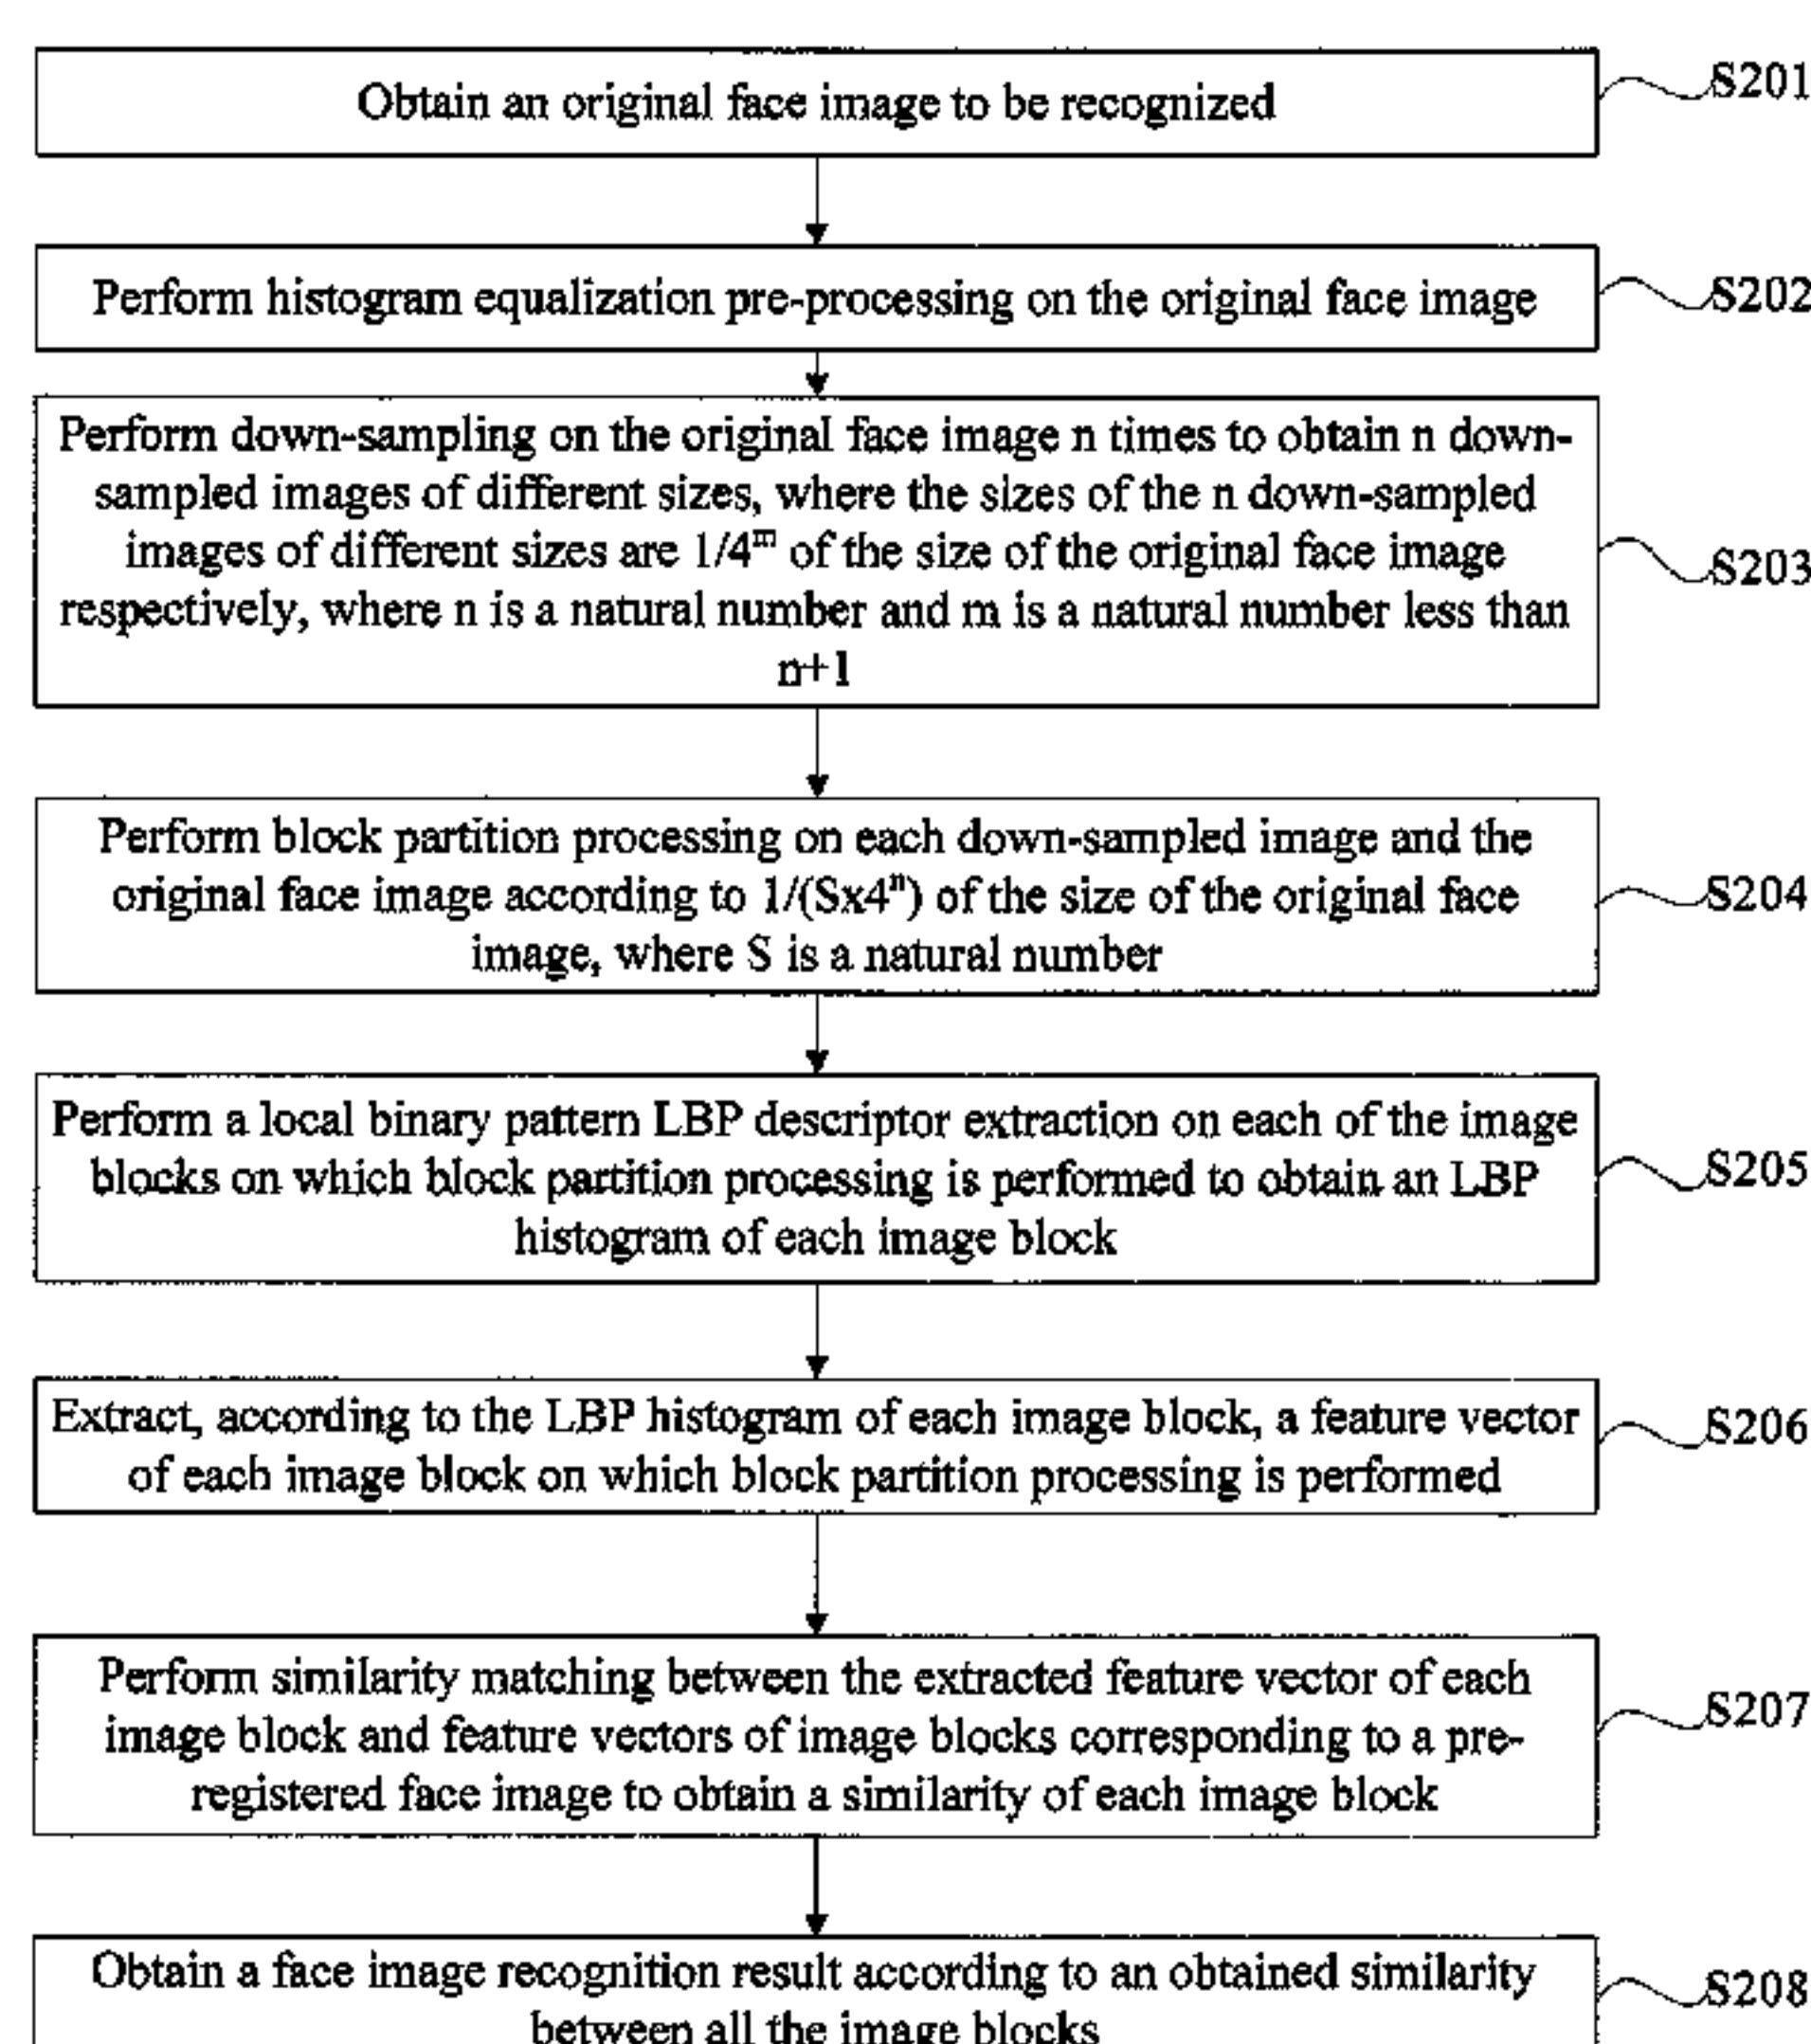 Obtain an original face image to be recognized
S201
Perform histogram equalization pre-processing on the original face image
S202
Perform down-sampling on the original face image n times to obtain n down-
sampled images of different sizes, where the sizes of the n down-sampled
images of different sizes are 1/4^m of the size of the original face image
respectively, where n is a natural number and m is a natural number less than
n+1
S203
Perform block partition processing on each down-sampled image and the
original face image according to 1/(Sx4^n) of the size of the original face
image, where S is a natural number
S204
Perform a local binary pattern LBP descriptor extraction on each of the image
blocks on which block partition processing is performed to obtain an LBP
histogram of each image block
S205
Extract, according to the LBP histogram of each image block, a feature vector
of each image block on which block partition processing is performed
S206
Perform similarity matching between the extracted feature vector of each
image block and feature vectors of image blocks corresponding to a pre-
registered face image to obtain a similarity of each image block
S207
Obtain a face image recognition result according to an obtained similarity
between all the image blocks
S208